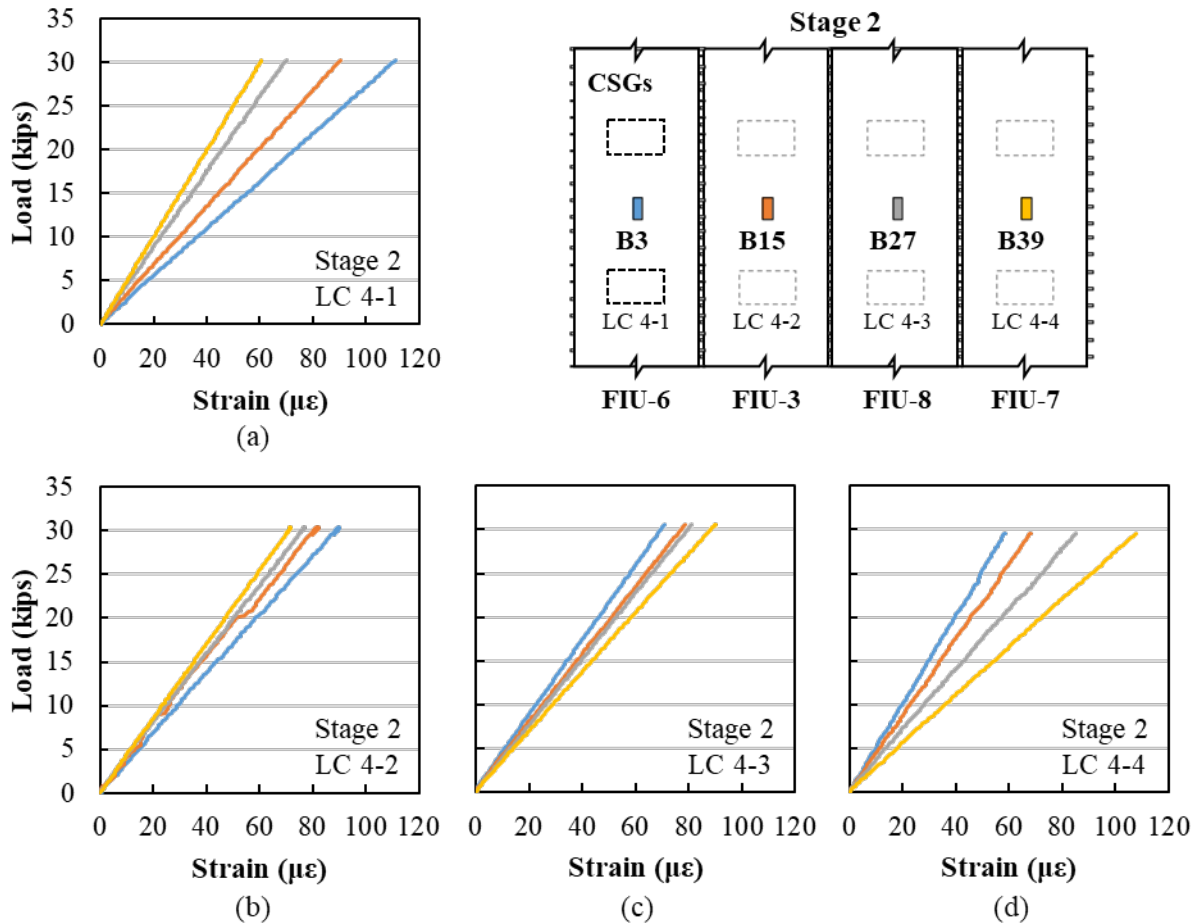 35
30
25
20
15
10
5
0
Load (kips)
Stage 2
LC 4-1
0 20 40 60 80 100 120
Strain (με)
(a)
Stage 2
CSGs
B3 B15 B27 B39
LC 4-1 LC 4-2 LC 4-3 LC 4-4
FIU-6 FIU-3 FIU-8 FIU-7
35
30
25
20
15
10
5
0
Load (kips)
Stage 2
LC 4-2
0 20 40 60 80 100 120
Strain (με)
(b)
Stage 2
LC 4-3
0 20 40 60 80 100 120
Strain (με)
(c)
Stage 2
LC 4-4
0 20 40 60 80 100 120
Strain (με)
(d)